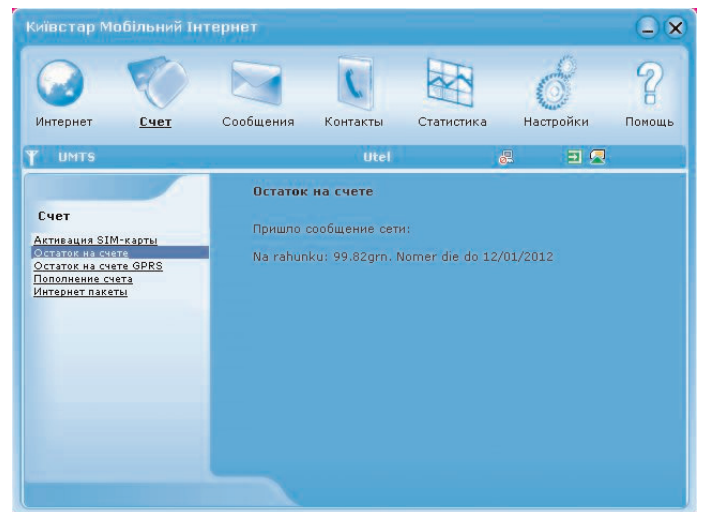 Київстар Мобільний Інтернет
Интернет Счет Сообщения Контакты Статистика Настройки Помощь
UMTS Utel
Счет
Активация SIM-карты
Остаток на счете
Остаток на счете GPRS
Пополнение счета
Интернет пакеты
Остаток на счете
Пришло сообщение сети:
Na rahunku: 99.82grn. Nomer die do 12/01/2012